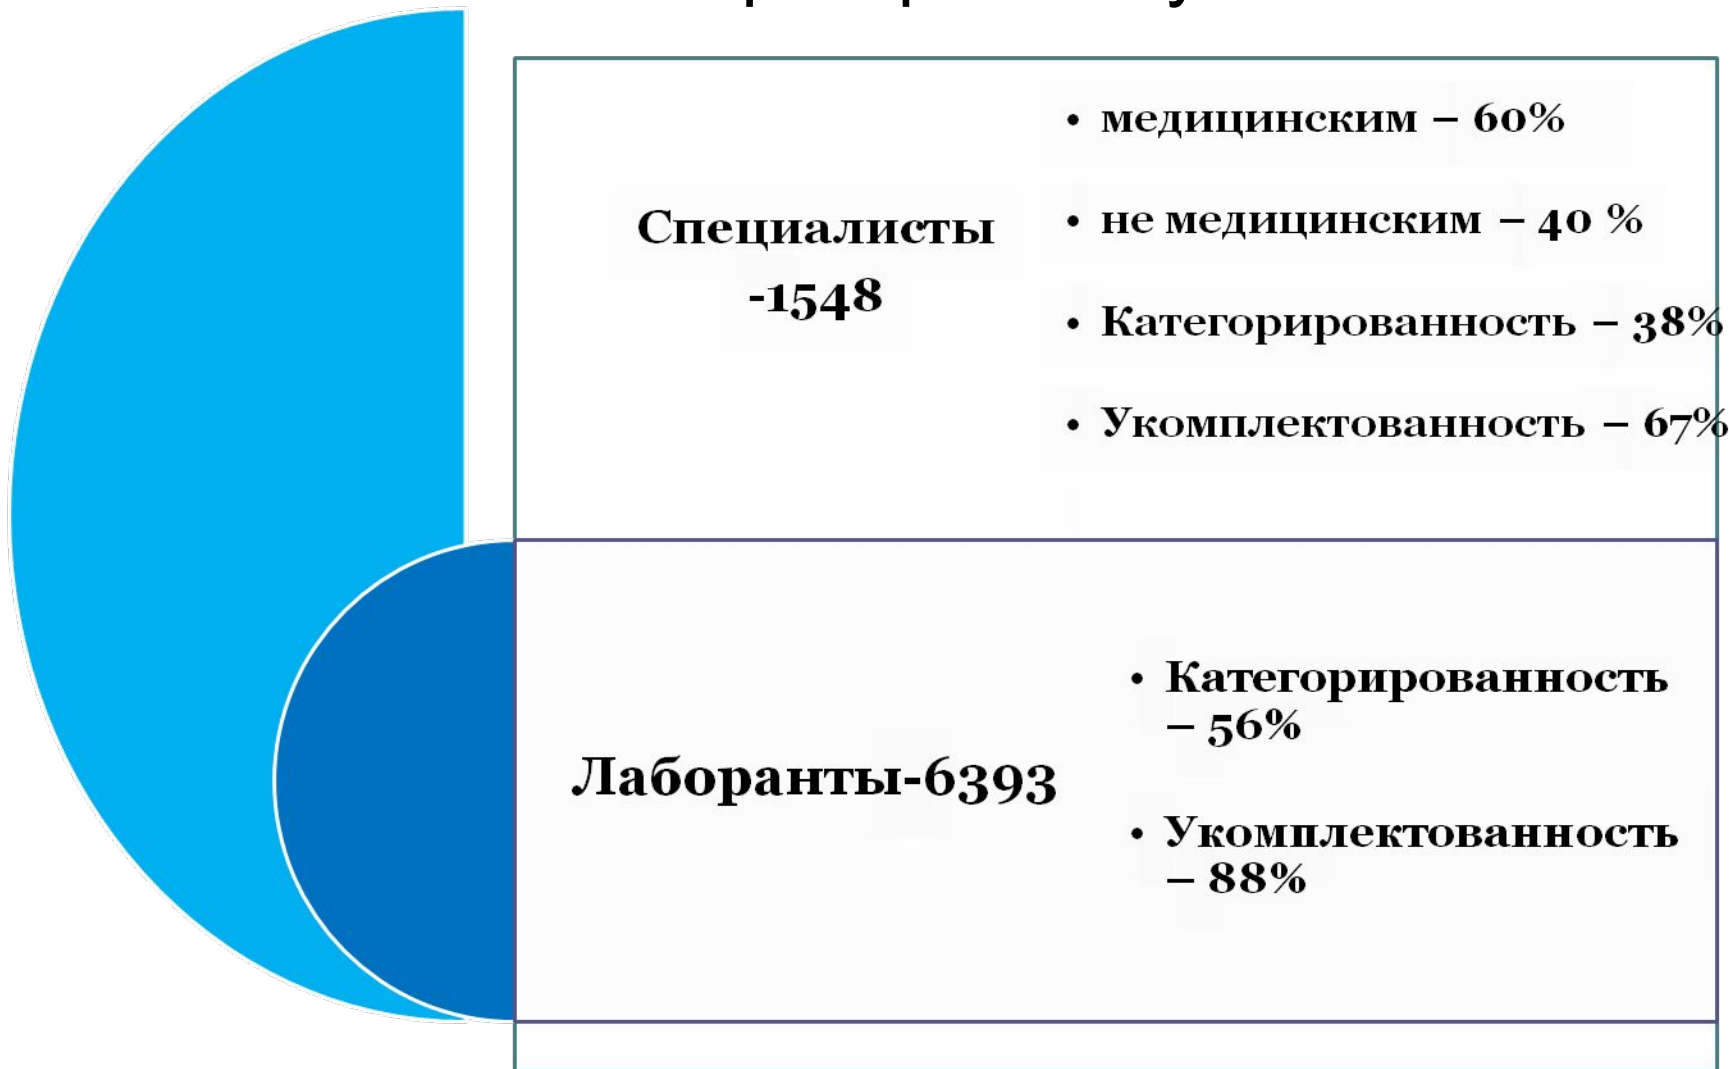 Специалисты
-1548
• медицинским – 60%
• не медицинским – 40 %
• Категорированность – 38%
• Укомплектованность – 67%
Лаборанты-6393
• Категорированность
– 56%
• Укомплектованность
– 88%